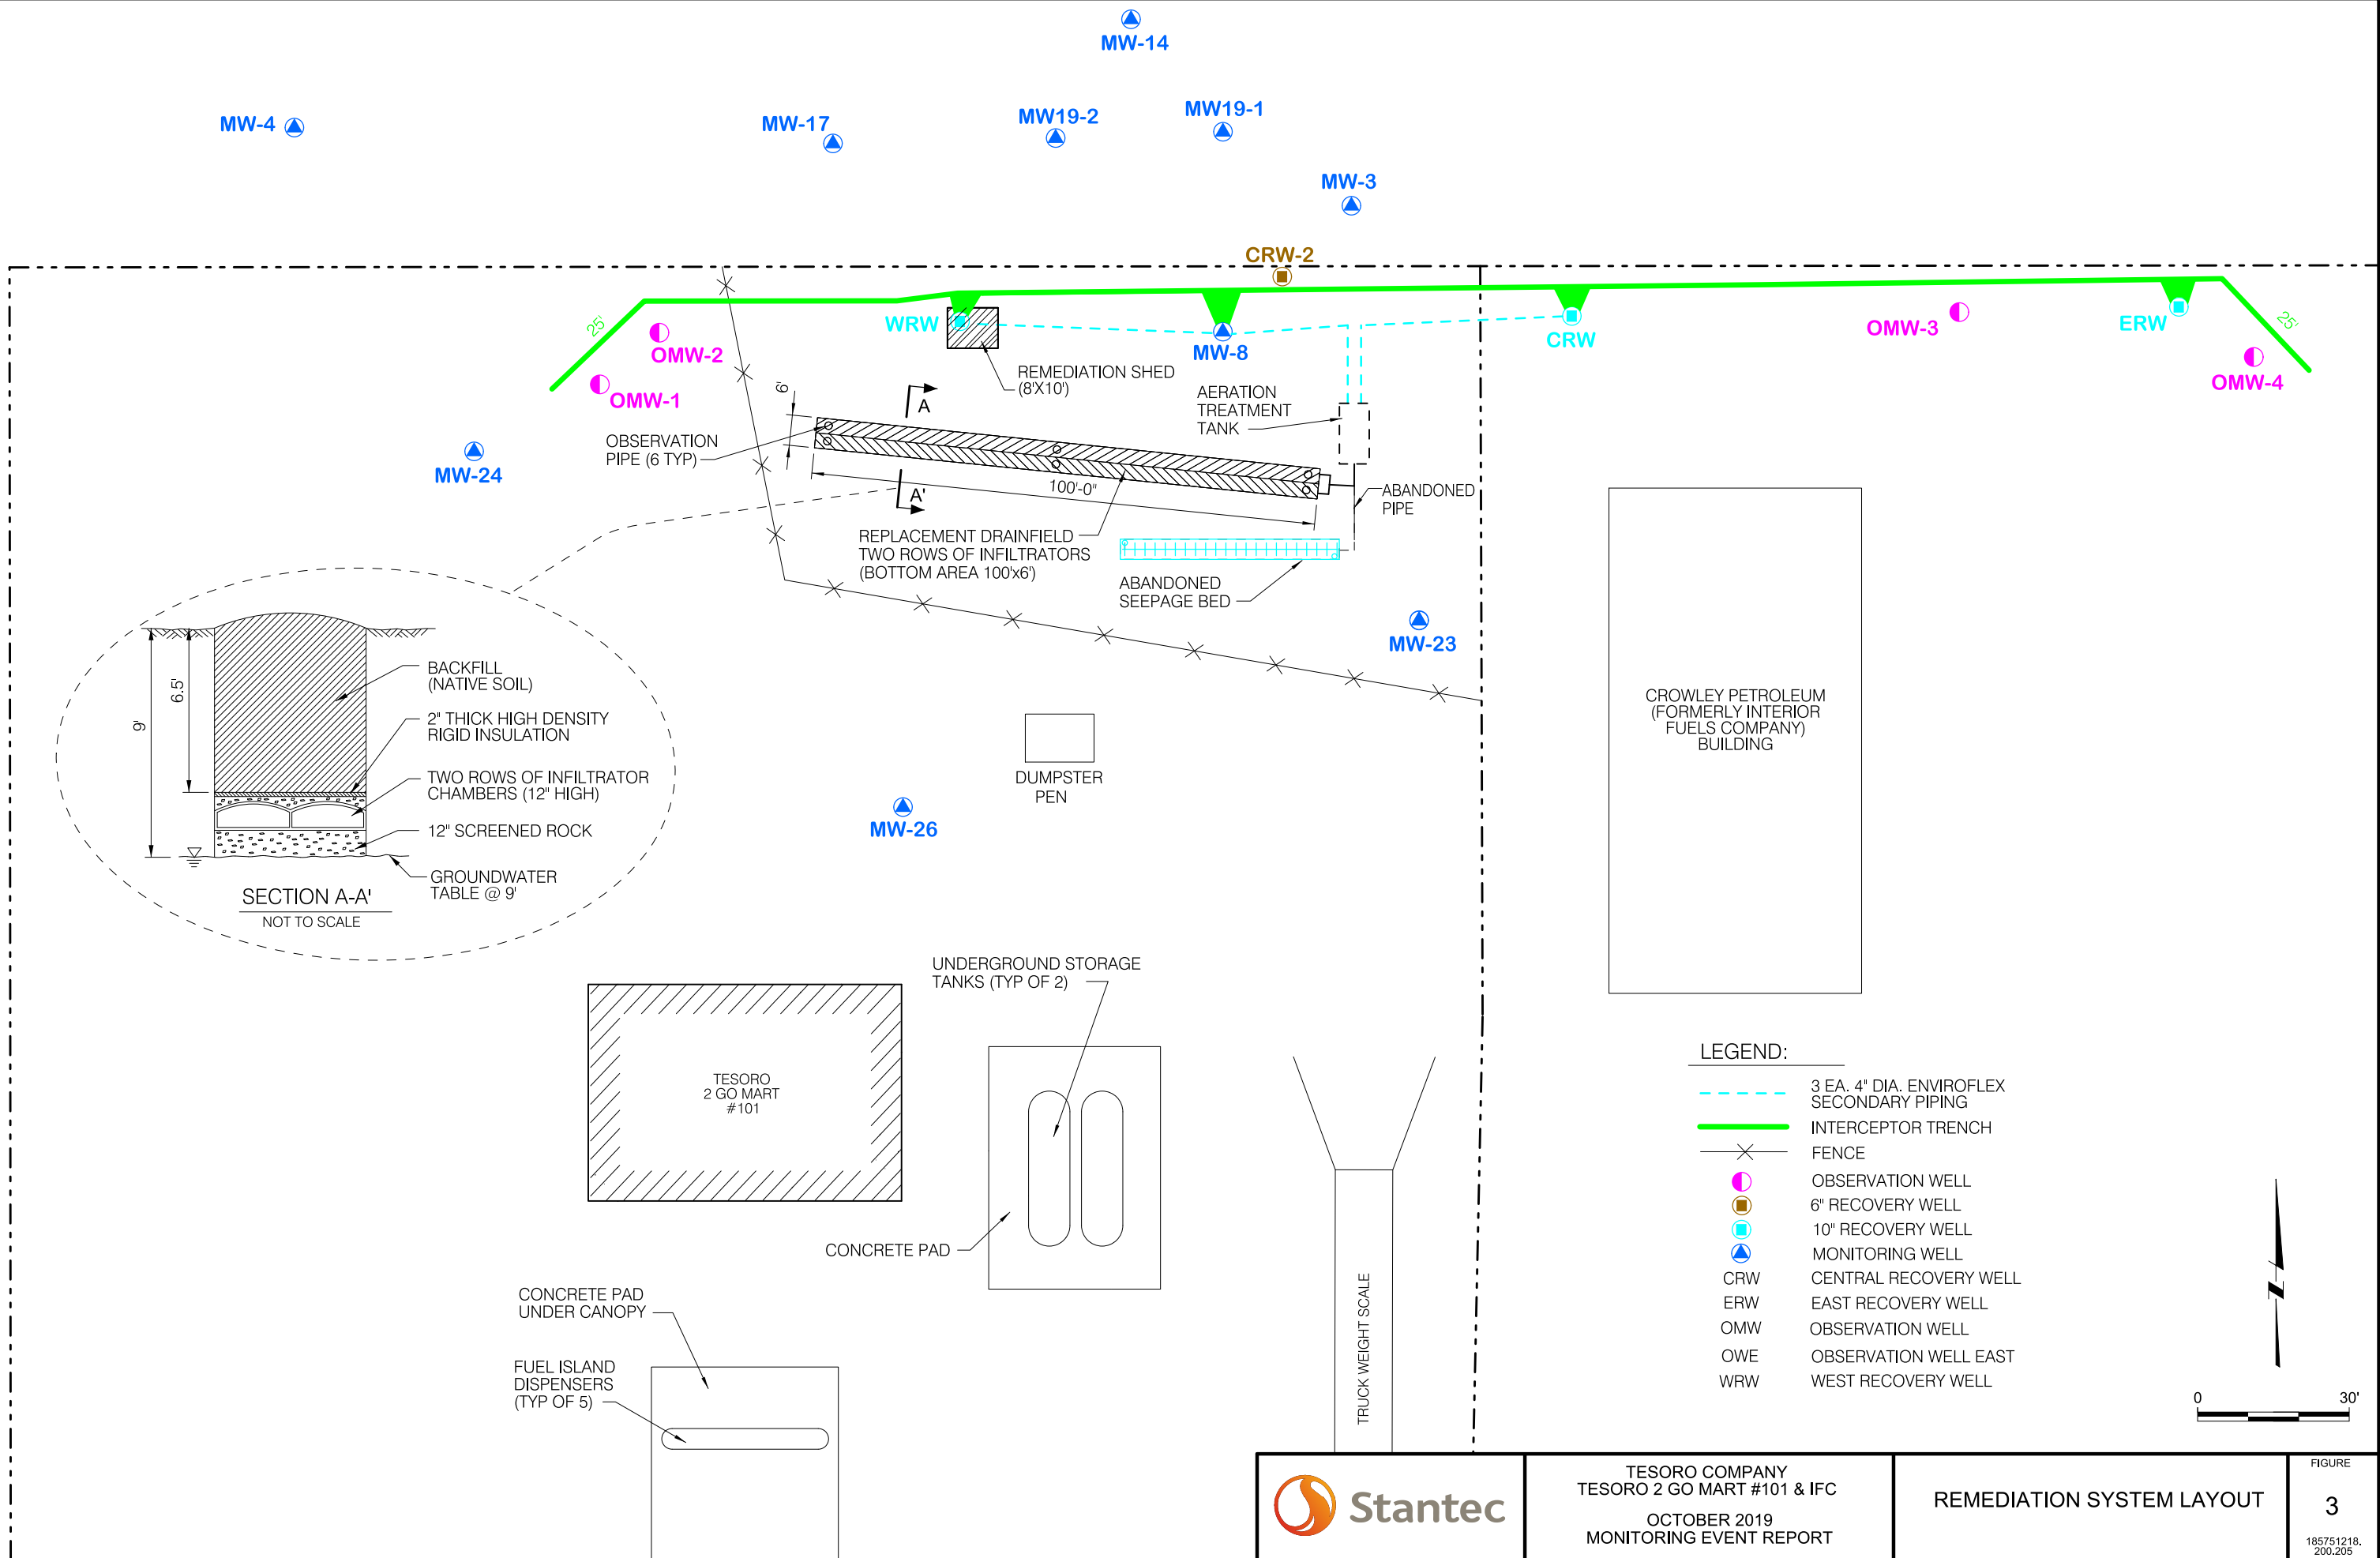 MW-14
MW-4
MW-17
MW19-2
MW19-1
MW-3
CRW-2
25'
OMW-2
OMW-1
WRW
MW-8
CRW
OMW-3
ERW
25'
OMW-4
REMEDIATION SHED
(8'X10')
A
6'
AERATION
TREATMENT
TANK
OBSERVATION
PIPE (6 TYP)
MW-24
A'
100'-0"
ABANDONED
PIPE
REPLACEMENT DRAINFIELD
TWO ROWS OF INFILTRATORS
(BOTTOM AREA 100'x6')
ABANDONED
SEEPAGE BED
MW-23
BACKFILL
(NATIVE SOIL)
6.5'
9'
2" THICK HIGH DENSITY
RIGID INSULATION
TWO ROWS OF INFILTRATOR
CHAMBERS (12" HIGH)
12" SCREENED ROCK
GROUNDWATER
TABLE @ 9'
SECTION A-A'
NOT TO SCALE
DUMPSTER
PEN
MW-26
CROWLEY PETROLEUM
(FORMERLY INTERIOR
FUELS COMPANY)
BUILDING
UNDERGROUND STORAGE
TANKS (TYP OF 2)
TESORO
2 GO MART
#101
CONCRETE PAD
CONCRETE PAD
UNDER CANOPY
FUEL ISLAND
DISPENSERS
(TYP OF 5)
TRUCK WEIGHT SCALE
LEGEND:
3 EA. 4" DIA. ENVIROFLEX
SECONDARY PIPING
INTERCEPTOR TRENCH
FENCE
OBSERVATION WELL
6" RECOVERY WELL
10" RECOVERY WELL
MONITORING WELL
CRW CENTRAL RECOVERY WELL
ERW EAST RECOVERY WELL
OMW OBSERVATION WELL
OWE OBSERVATION WELL EAST
WRW WEST RECOVERY WELL
N
0 30'
Stantec
TESORO COMPANY
TESORO 2 GO MART #101 & IFC
OCTOBER 2019
MONITORING EVENT REPORT
REMEDIATION SYSTEM LAYOUT
FIGURE
3
185751218.
200.205